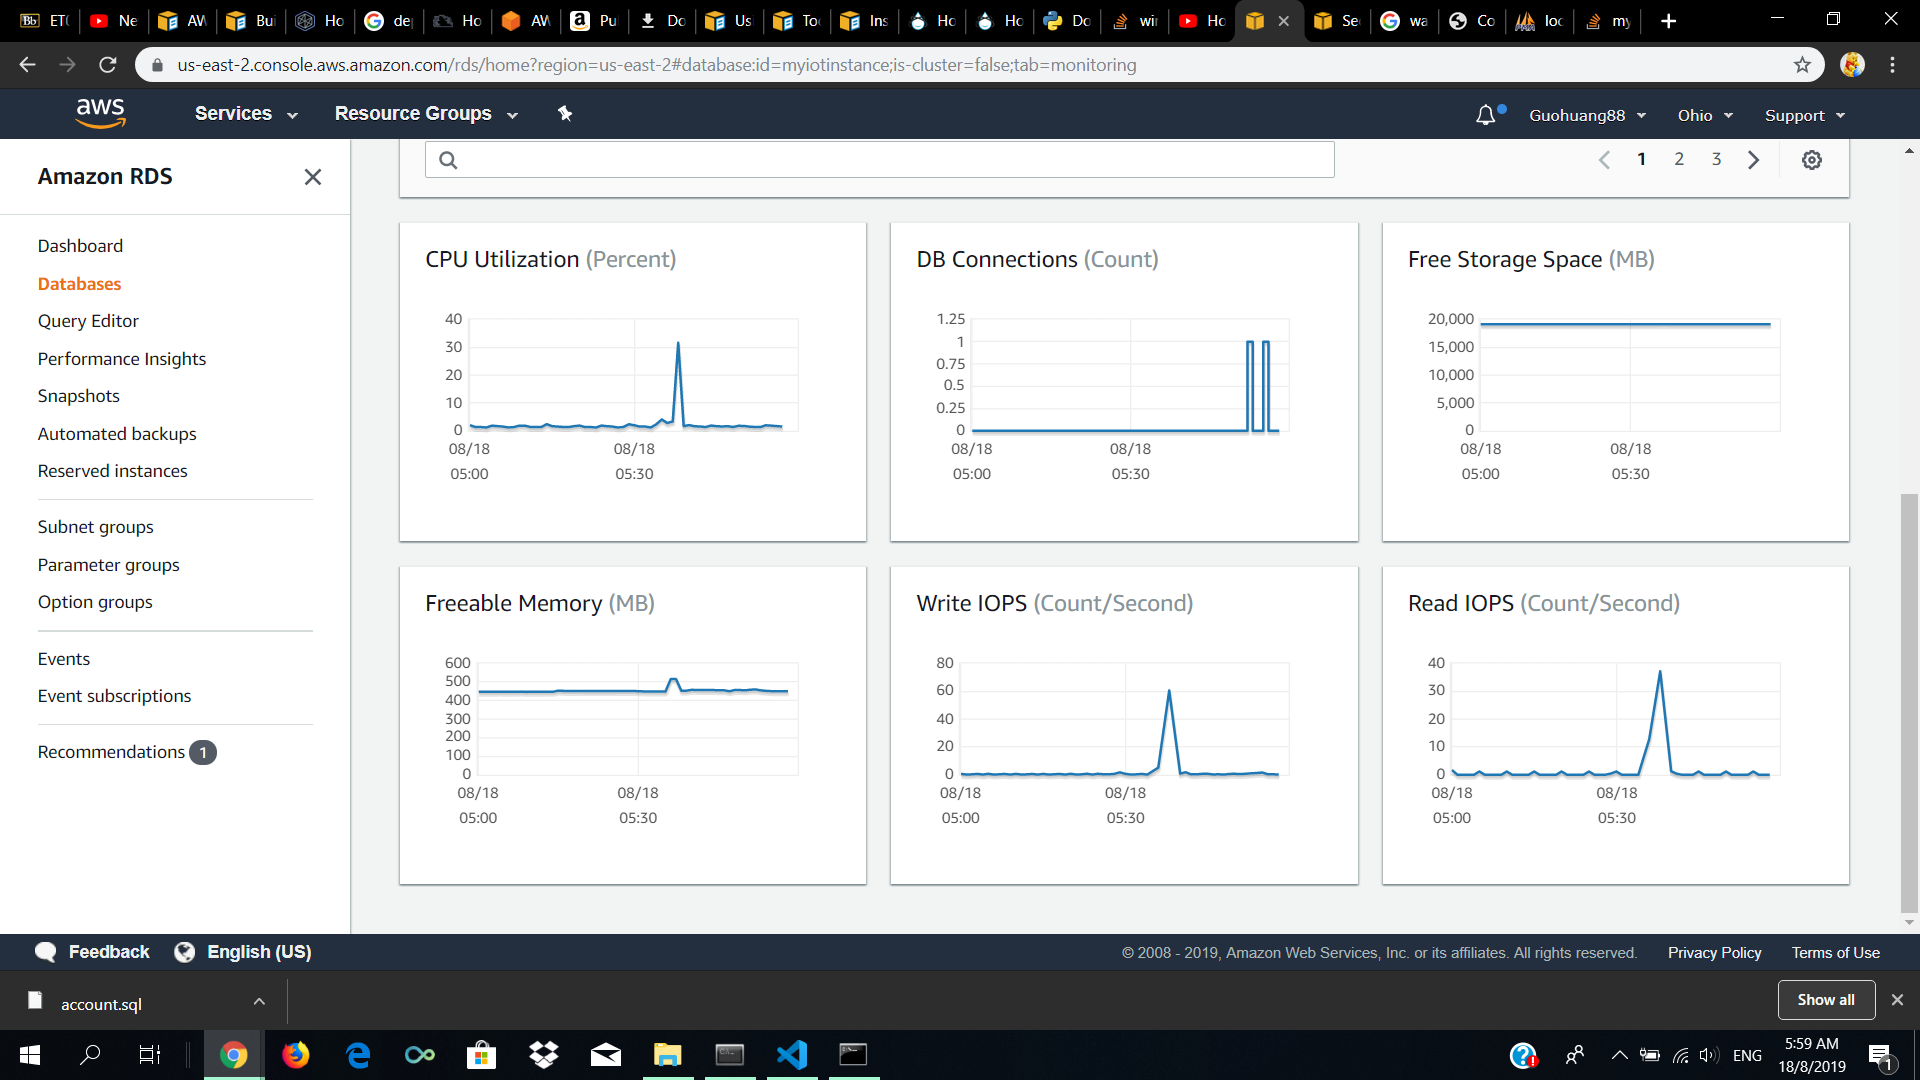 Bb ETC Ne AW Bui Ho dep Ho AW Pu Do Us Too Ins Ho Ho Do wir Ho Se wa Co loc my
us-east-2.console.aws.amazon.com/rds/home?region=us-east-2#database:id=myiotinstance;is-cluster=false;tab=monitoring
aws Services Resource Groups Guohuang88 Ohio Support
Amazon RDS
1 2 3
Dashboard
Databases
Query Editor
Performance Insights
Snapshots
Automated backups
Reserved instances
Subnet groups
Parameter groups
Option groups
Events
Event subscriptions
Recommendations 1
CPU Utilization (Percent)
40
30
20
10
0
08/18 08/18
05:00 05:30
DB Connections (Count)
1.25
1
0.75
0.5
0.25
0
08/18 08/18
05:00 05:30
Free Storage Space (MB)
20,000
15,000
10,000
5,000
0
08/18 08/18
05:00 05:30
Freeable Memory (MB)
600
500
400
300
200
100
0
08/18 08/18
05:00 05:30
Write IOPS (Count/Second)
80
60
40
20
0
08/18 08/18
05:00 05:30
Read IOPS (Count/Second)
40
30
20
10
0
08/18 08/18
05:00 05:30
Feedback English (US) © 2008 - 2019, Amazon Web Services, Inc. or its affiliates. All rights reserved. Privacy Policy Terms of Use
account.sql Show all
ENG 5:59 AM
18/8/2019 1